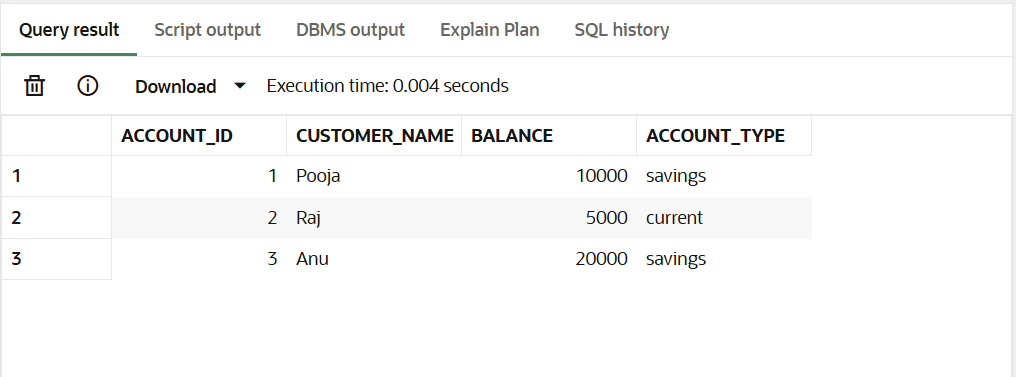 Query result Script output DBMS output Explain Plan SQL history
Download Execution time: 0.004 seconds
ACCOUNT_ID CUSTOMER_NAME BALANCE ACCOUNT_TYPE
1 1 Pooja 10000 savings
2 2 Raj 5000 current
3 3 Anu 20000 savings